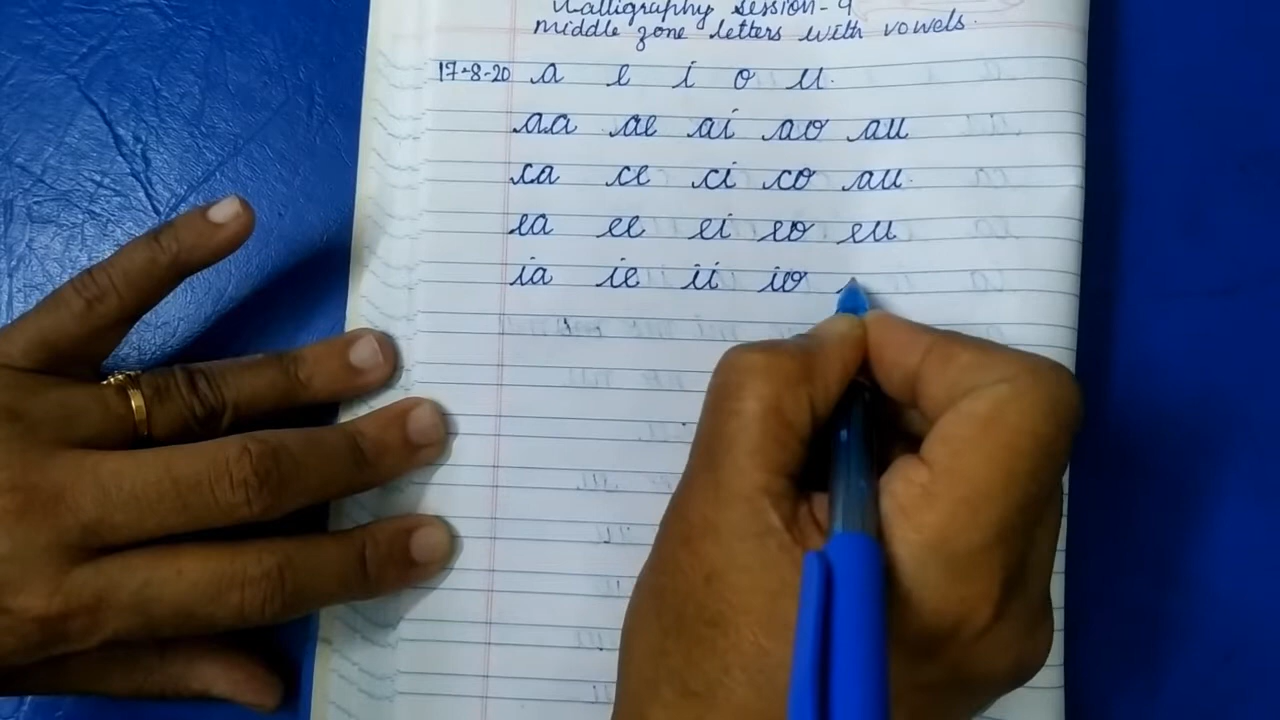 Calligraphy Session-4
middle zone letters with vowels.
17-8-20 a e i o u.
aa ae ai ao au
ca ce ci co au.
ea ee ei eo eu
ia ie ii io